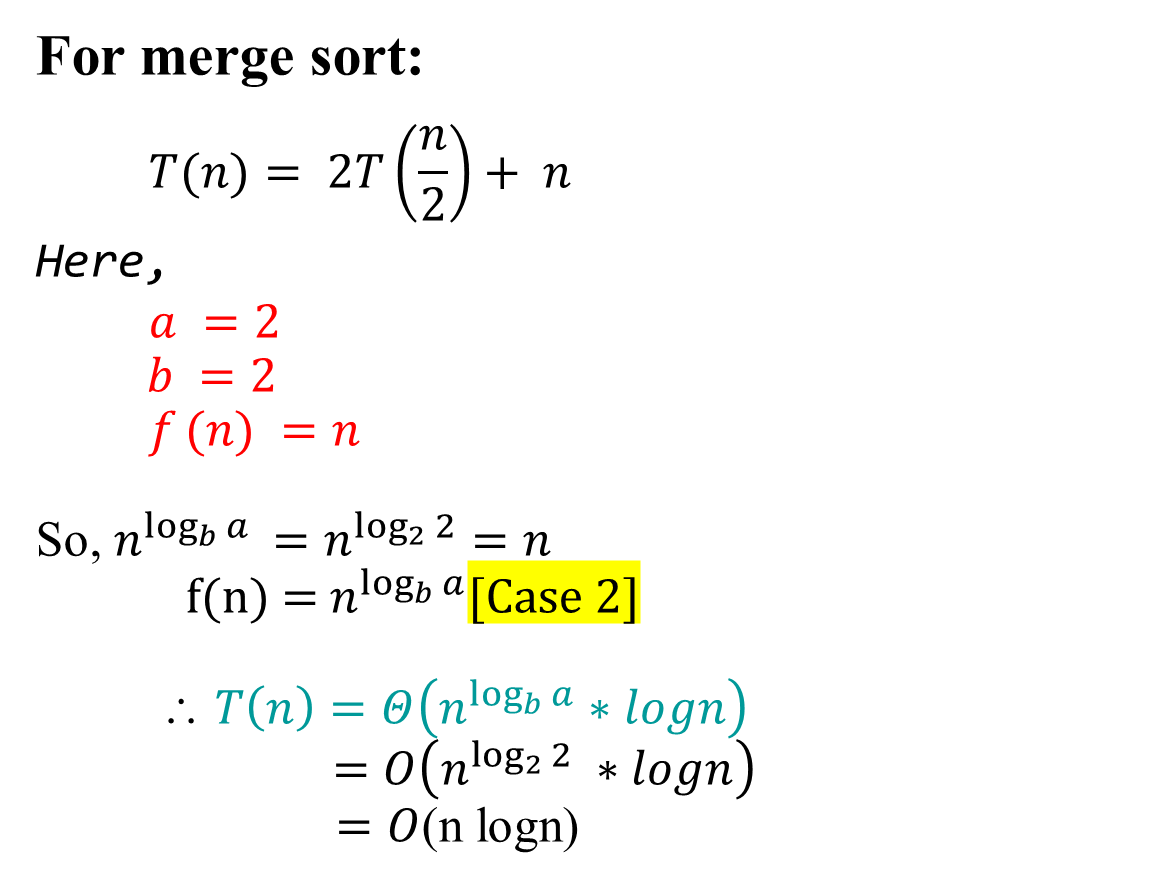 For merge sort:
T(n) = 2T(n/2) + n
Here,
a = 2
b = 2
f (n) = n
So, n^(log_b a) = n^(log_2 2) = n
f(n) = n^(log_b a) [Case 2]
∴ T(n) = Θ(n^(log_b a) * logn)
= O(n^(log_2 2) * logn)
= O(n logn)